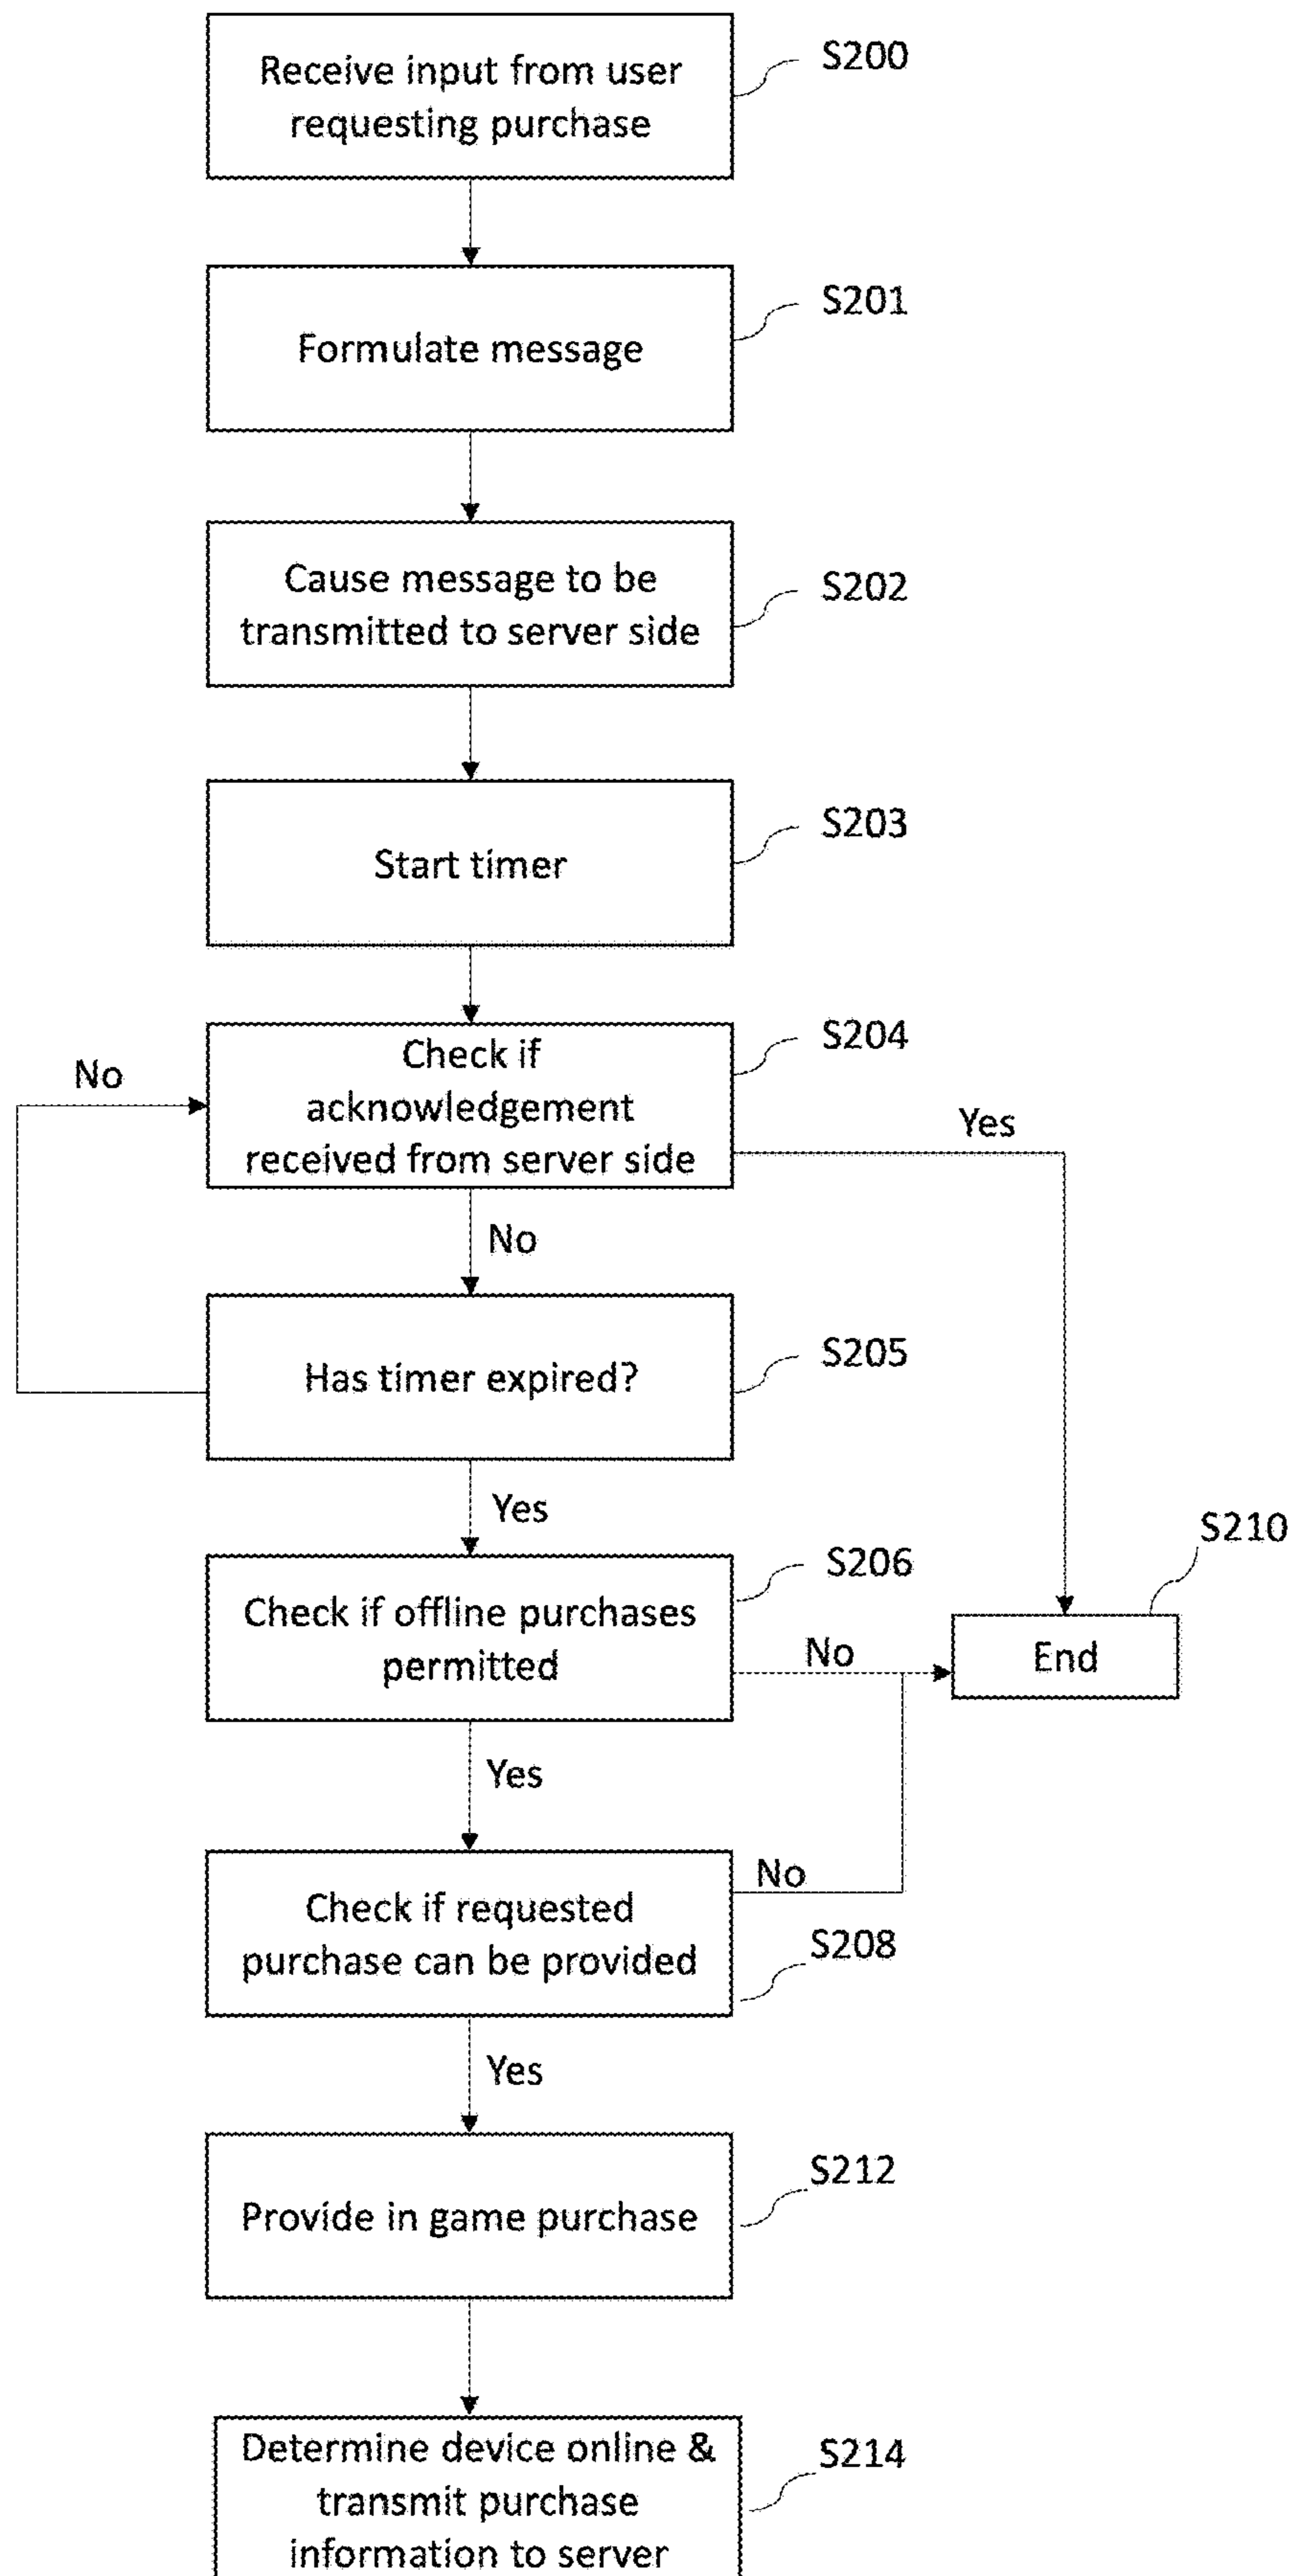 Receive input from user
requesting purchase
S200
Formulate message
S201
Cause message to be
transmitted to server side
S202
Start timer
S203
Check if
acknowledgement
received from server side
S204
No
Yes
No
Has timer expired?
S205
Yes
Check if offline purchases
permitted
S206
No
End
S210
Yes
Check if requested
purchase can be provided
No
S208
Yes
Provide in game purchase
S212
Determine device online &
transmit purchase
information to server
S214